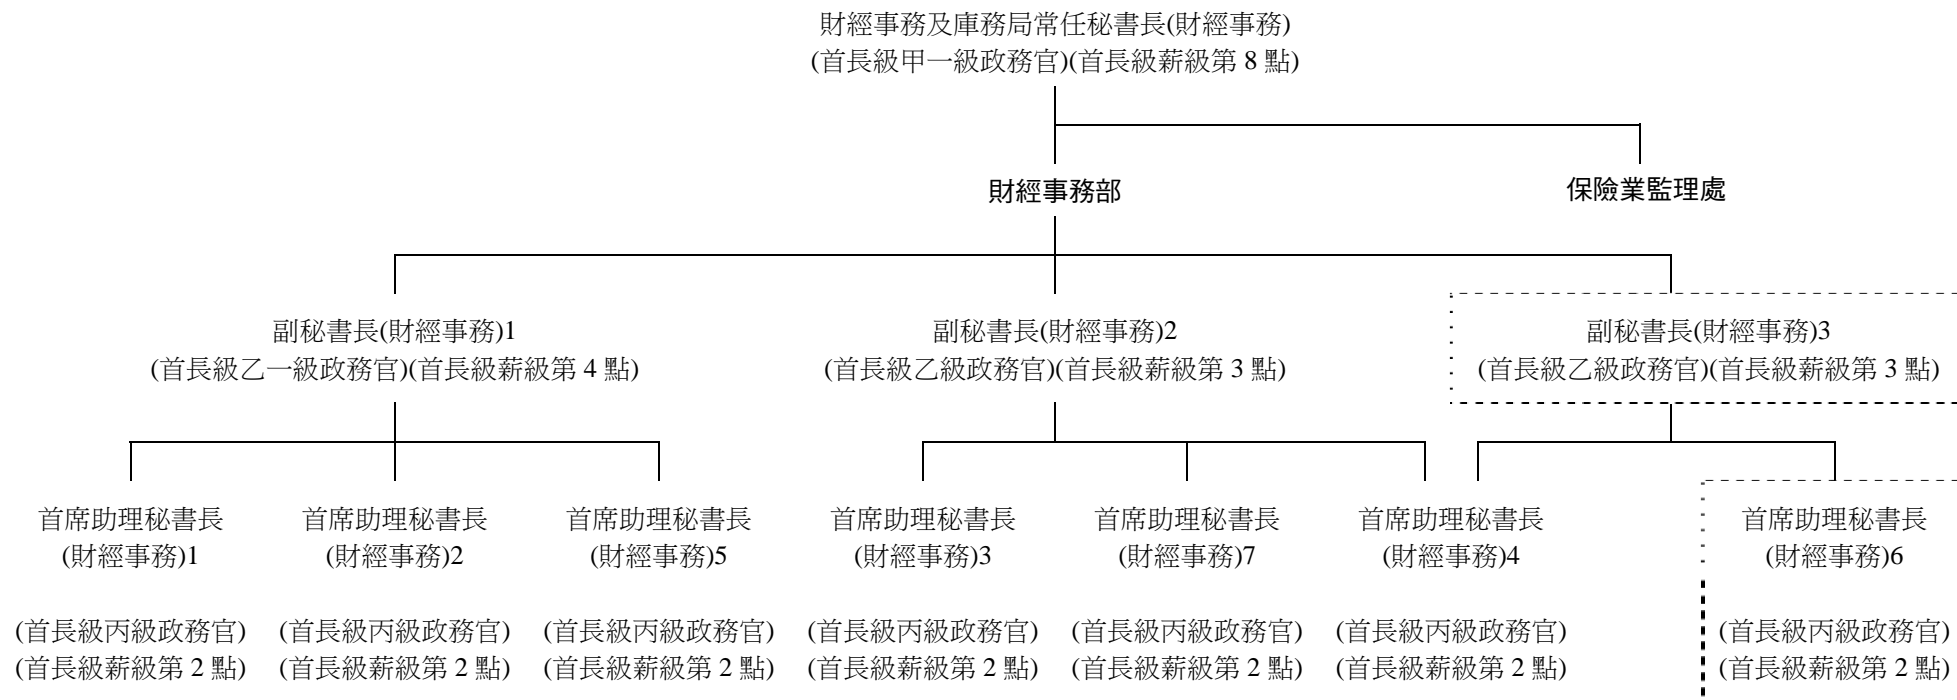 財經事務及庫務局常任秘書長(財經事務)
(首長級甲一級政務官)(首長級薪級第 8 點)
財經事務部
保險業監理處
副秘書長(財經事務)1
(首長級乙一級政務官)(首長級薪級第 4 點)
副秘書長(財經事務)2
(首長級乙級政務官)(首長級薪級第 3 點)
副秘書長(財經事務)3
(首長級乙級政務官)(首長級薪級第 3 點)
首席助理秘書長
(財經事務)1
(首長級丙級政務官)
(首長級薪級第 2 點)
首席助理秘書長
(財經事務)2
(首長級丙級政務官)
(首長級薪級第 2 點)
首席助理秘書長
(財經事務)5
(首長級丙級政務官)
(首長級薪級第 2 點)
首席助理秘書長
(財經事務)3
(首長級丙級政務官)
(首長級薪級第 2 點)
首席助理秘書長
(財經事務)7
(首長級丙級政務官)
(首長級薪級第 2 點)
首席助理秘書長
(財經事務)4
(首長級丙級政務官)
(首長級薪級第 2 點)
首席助理秘書長
(財經事務)6
(首長級丙級政務官)
(首長級薪級第 2 點)